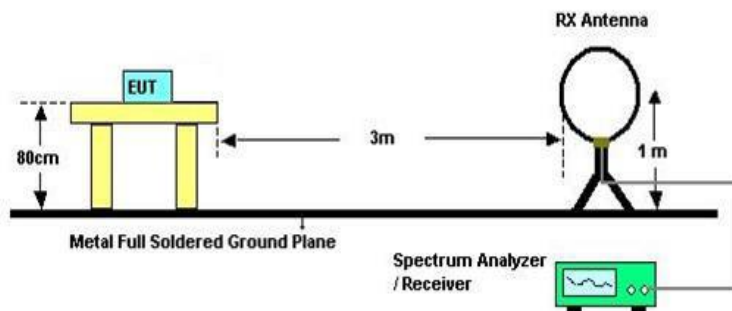 RX Antenna
EUT
80cm
3m
1 m
Metal Full Soldered Ground Plane
Spectrum Analyzer
/ Receiver